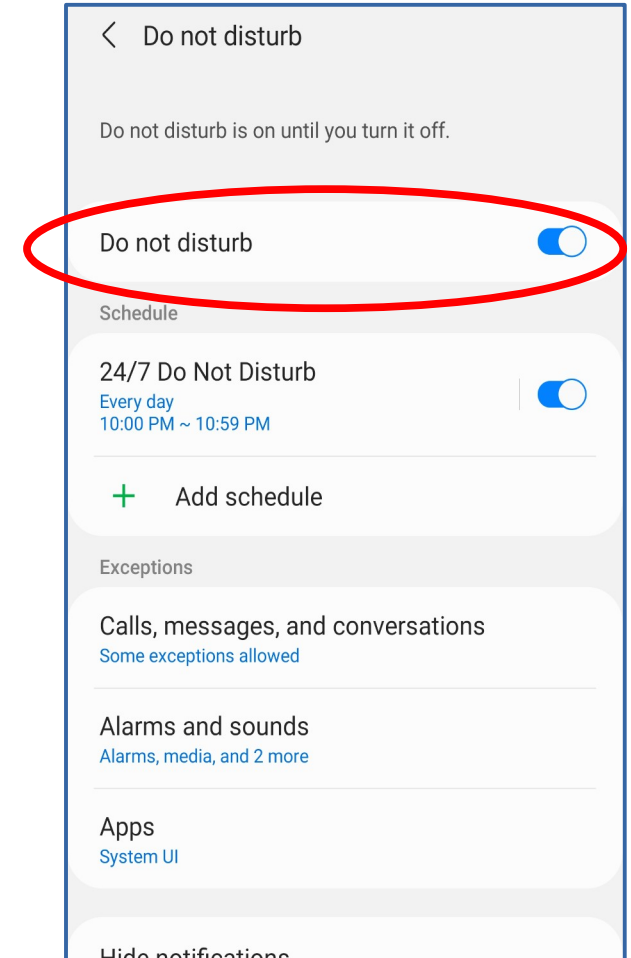 Do not disturb
Do not disturb is on until you turn it off.
Do not disturb
Schedule
24/7 Do Not Disturb
Every day
10:00 PM ~ 10:59 PM
+ Add schedule
Exceptions
Calls, messages, and conversations
Some exceptions allowed
Alarms and sounds
Alarms, media, and 2 more
Apps
System UI
Hide notifications